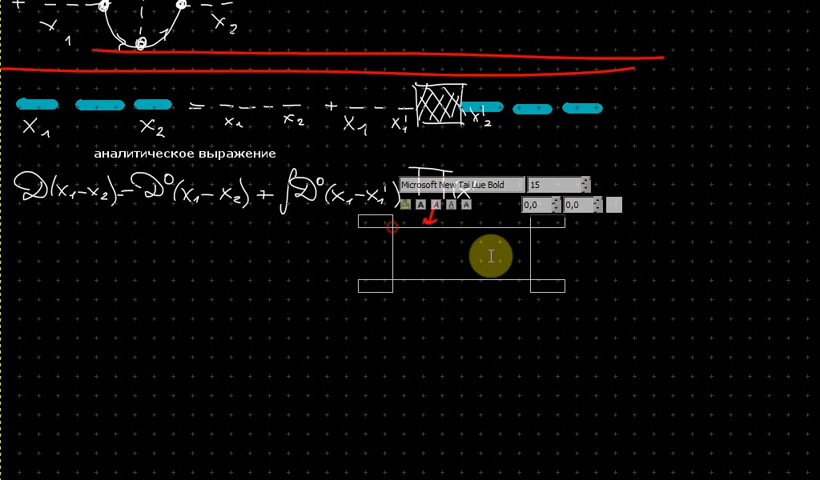 + x₁ x₂
x₁ x₂ = x₁ x₂ + x₁ x₁' x₂'
аналитическое выражение
𝒟(x₁-x₂)=𝒟⁰(x₁-x₂)+∫𝒟⁰(x₁-x₁')Π(x
Microsoft New Tai Lue Bold 15
A A A A 0,0 0,0